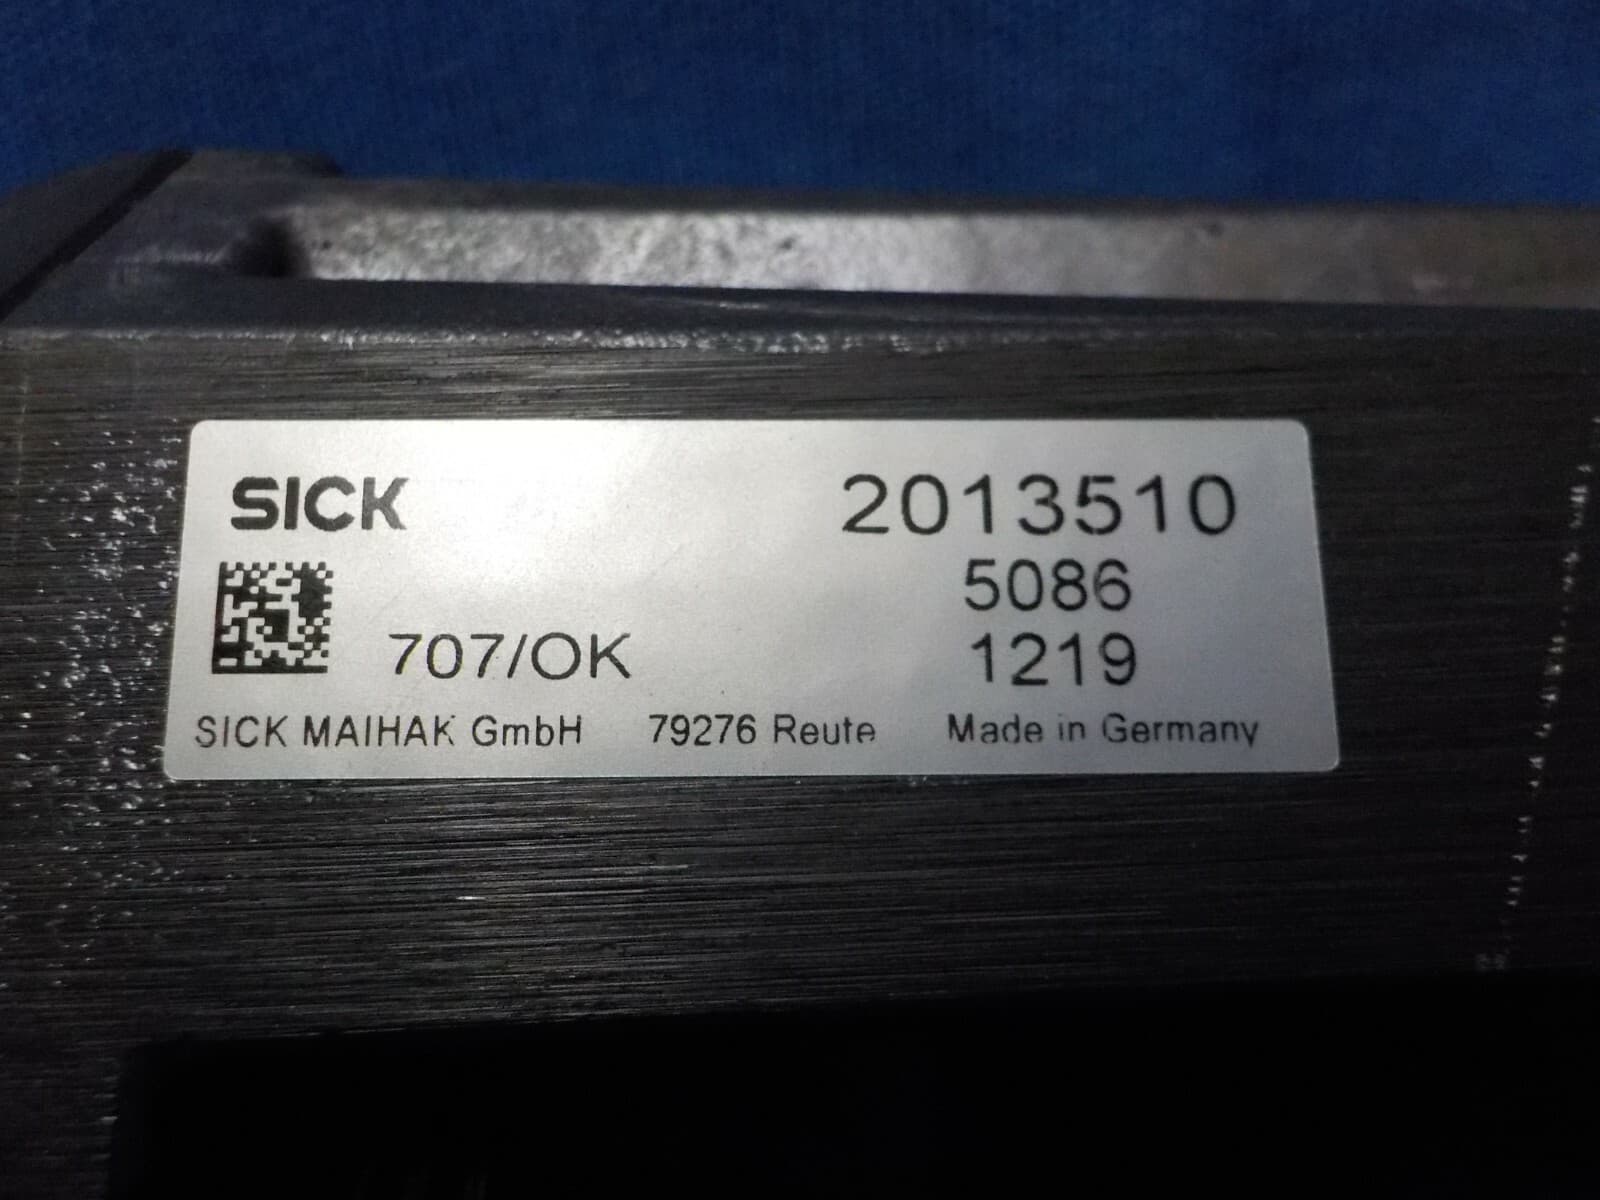 SICK 2013510
5086
707/OK 1219
SICK MAIHAK GmbH 79276 Reute Made in Germany